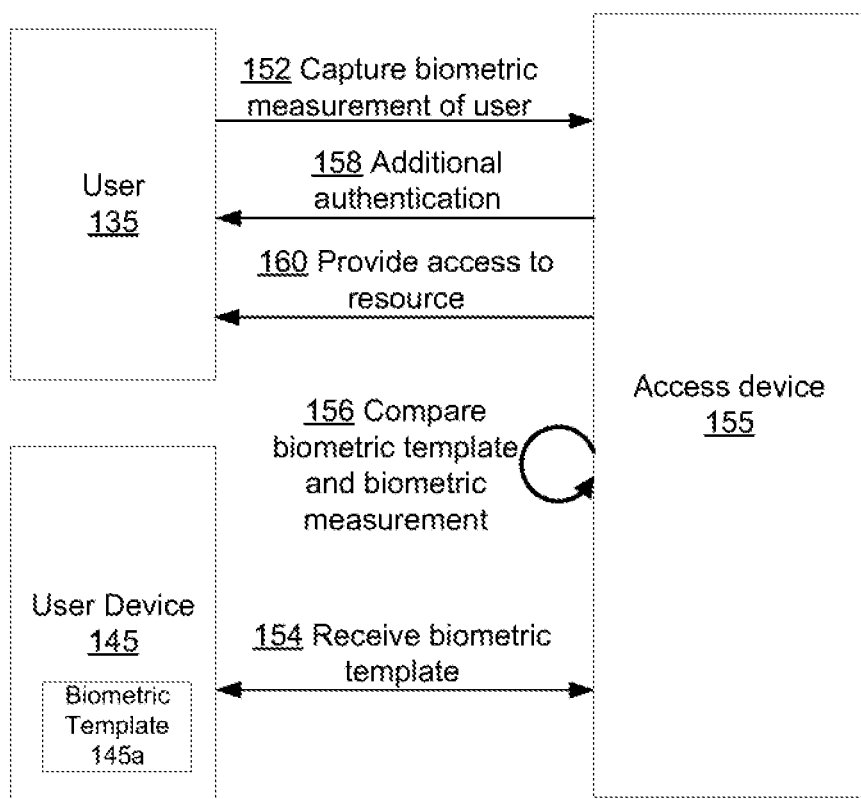 152 Capture biometric
measurement of user
158 Additional
authentication
User
135
160 Provide access to
resource
156 Compare
biometric template
and biometric
measurement
Access device
155
User Device
145
Biometric
Template
145a
154 Receive biometric
template